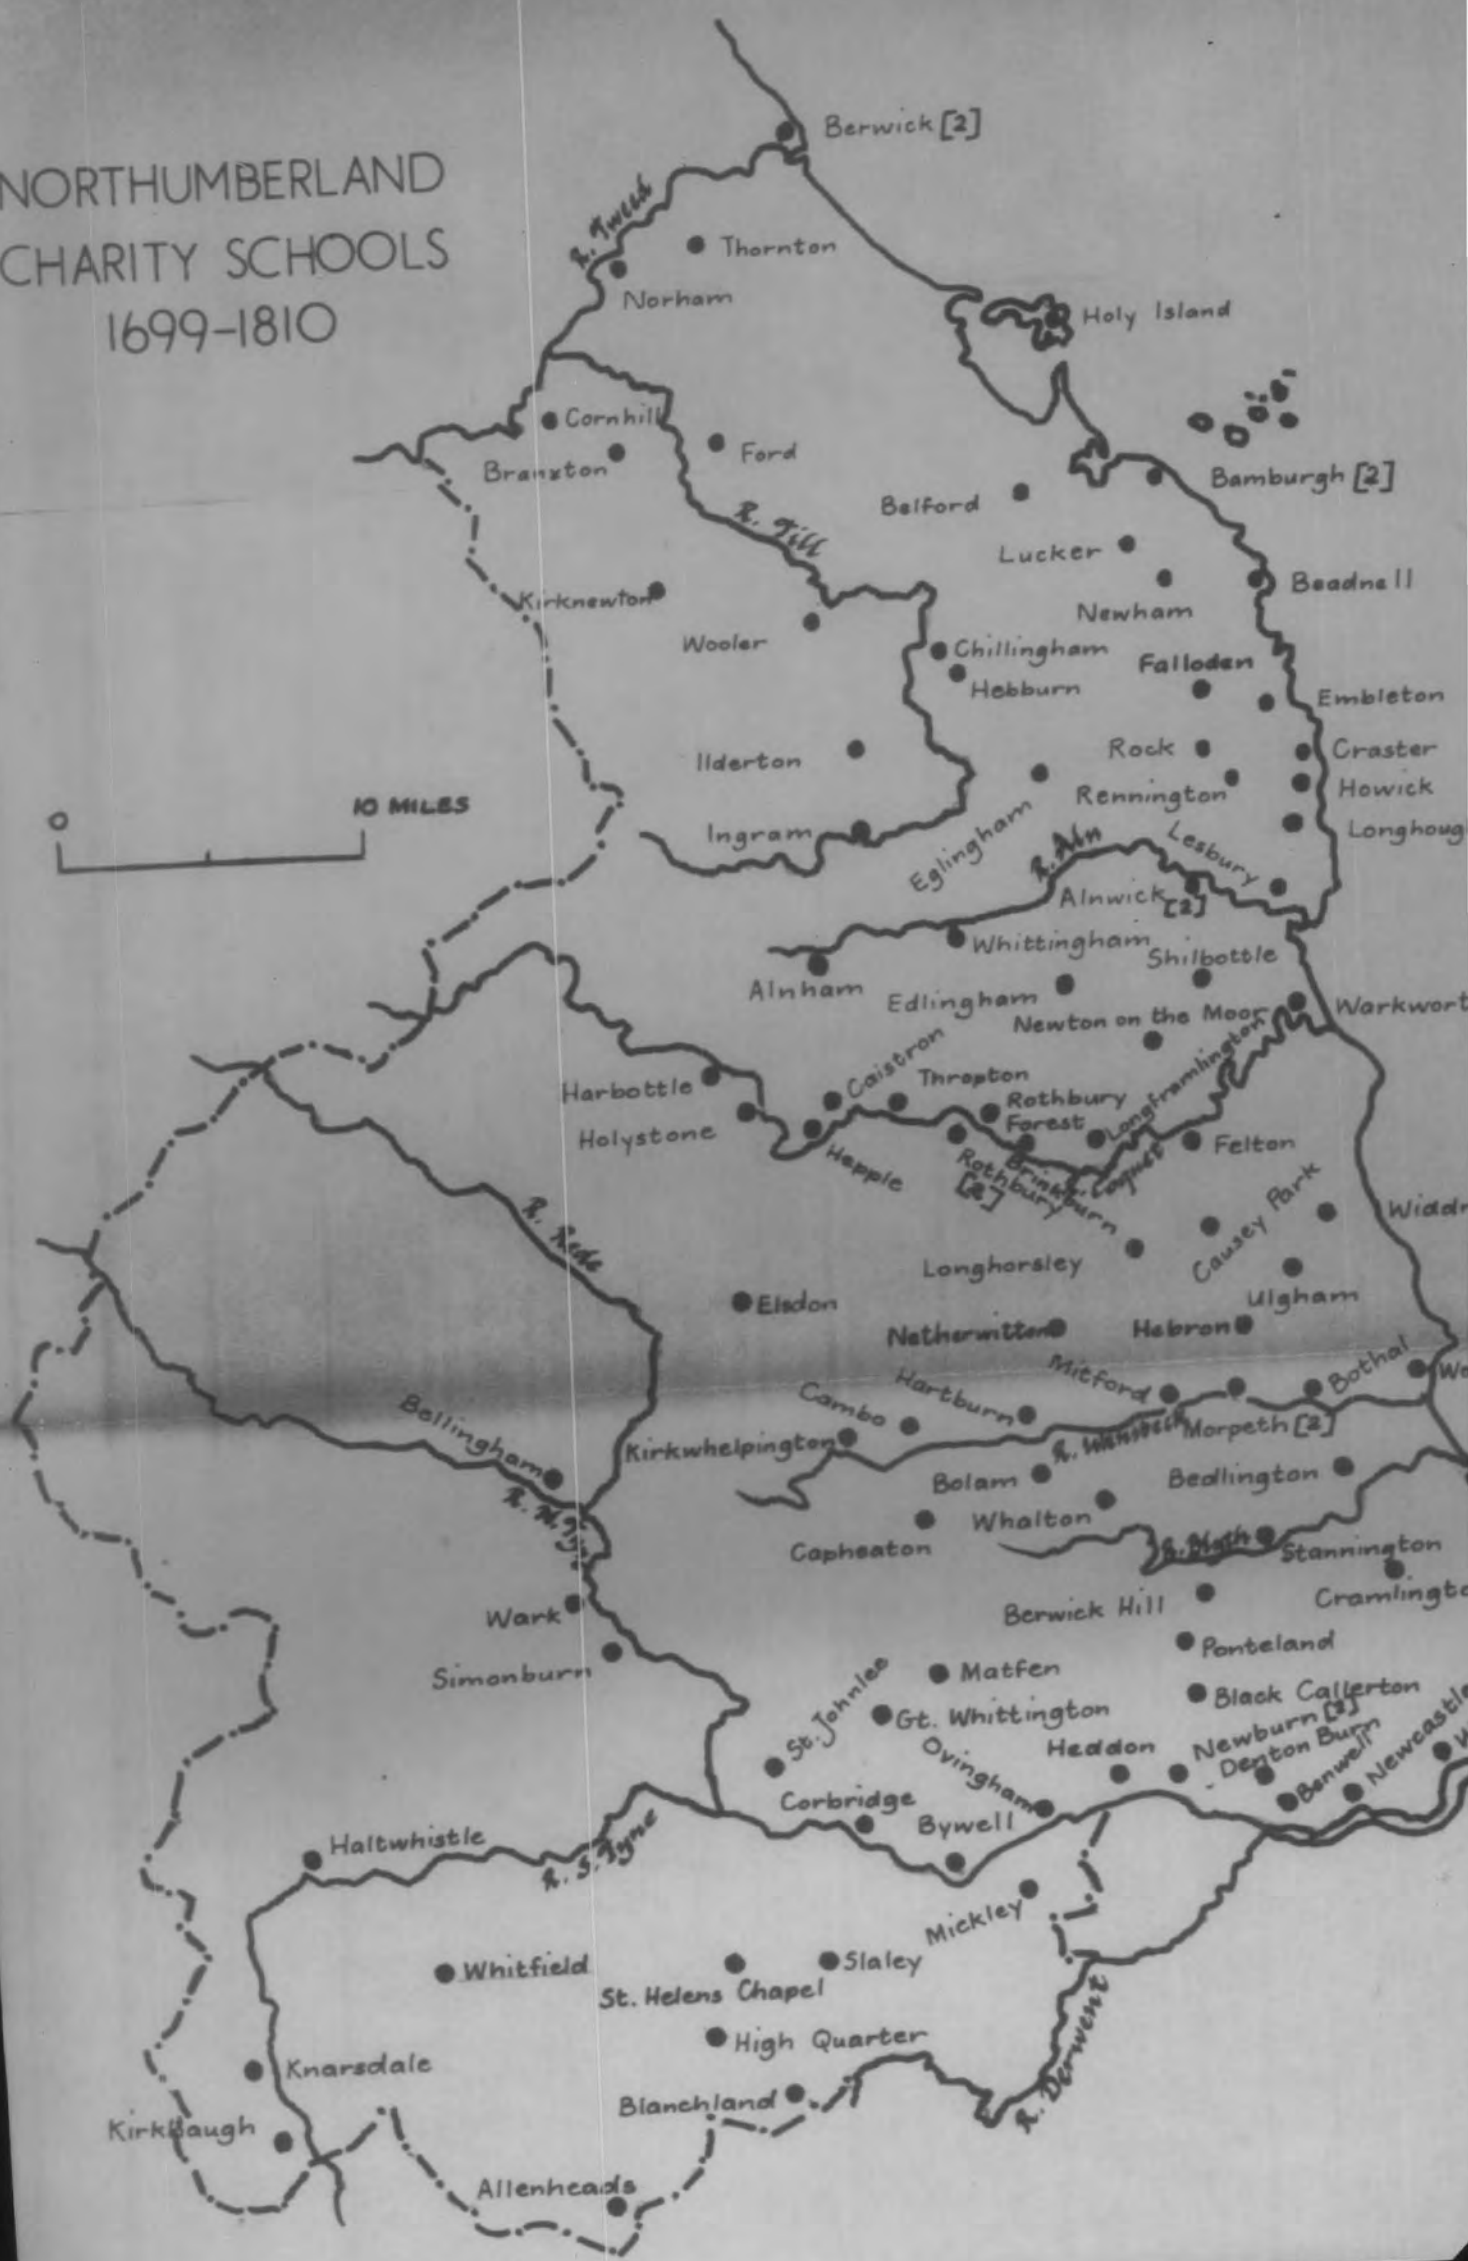 NORTHUMBERLAND
CHARITY SCHOOLS
1699-1810
Berwick [2]
R. Tweed
Thornton
Norham
Holy Island
Cornhill
Branxton
Ford
Bamburgh [2]
Belford
R. Till
Lucker
Kirknewton
Beadnell
Newham
Wooler
Chillingham
Falloden
Hebburn
Embleton
Ilderton
Rock
Craster
Rennington
Howick
0
10 MILES
Ingram
Longhoug
Eglingham
R. Aln
Lesbury
Alnwick
[2]
Whittingham
Shilbottle
Alnham
Edlingham
Newton on the Moor
Warkwort
Caistron
Longframlington
Harbottle
Thropton
Rothbury
Forest
Holystone
Hepple
Rothbury
[2]
Brinkburn
Coquet
Felton
Causey Park
Widdr
R. Rede
Longhorsley
Ulgham
Elsdon
Netherwitton
Hebron
Mitford
Bothal
Wo
Hartburn
Cambo
Bellingham
Kirkwhelpington
R. Wansbeck
Morpeth [2]
R. N. Tyne
Bolam
Bedlington
Whalton
Capheaton
R. Blyth
Stannington
Cramlingto
Wark
Berwick Hill
Ponteland
Simonburn
St. Johnlee
Matfen
Black Callerton
Gt. Whittington
Newburn [2]
Heddon
Denton Burn
Benwell
Newcastle
W
Ovingham
Corbridge
Bywell
Haltwhistle
R. S. Tyne
Mickley
Whitfield
St. Helens Chapel
Slaley
High Quarter
R. Derwent
Knarsdale
Blanchland
Kirkhaugh
Allenheads